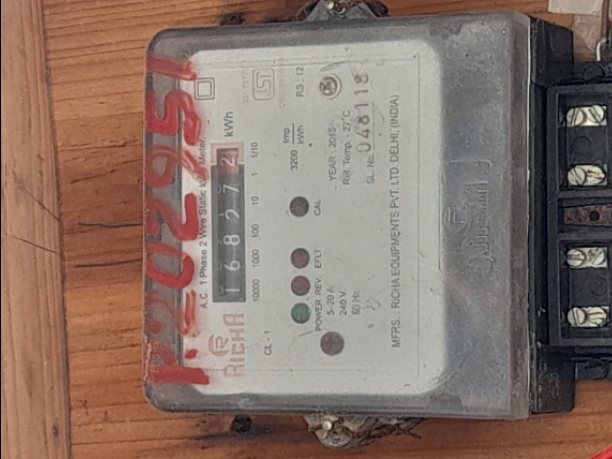 1202951
A.C. 1 Phase 2 Wire Static kWh Meter
1 6 8 2 7 2 kWh
10000 1000 100 10 1 1/10
RICHA
CL - 1
POWER REV. EFLT CAL
3200 imp/kWh
RS : 12
5-20 A
240 V
50 Hz
YEAR : 2015
Ref. Temp. - 27°C
SL. No. 048118
MFRS. : RICHA EQUIPMENTS PVT. LTD. DELHI, (INDIA)